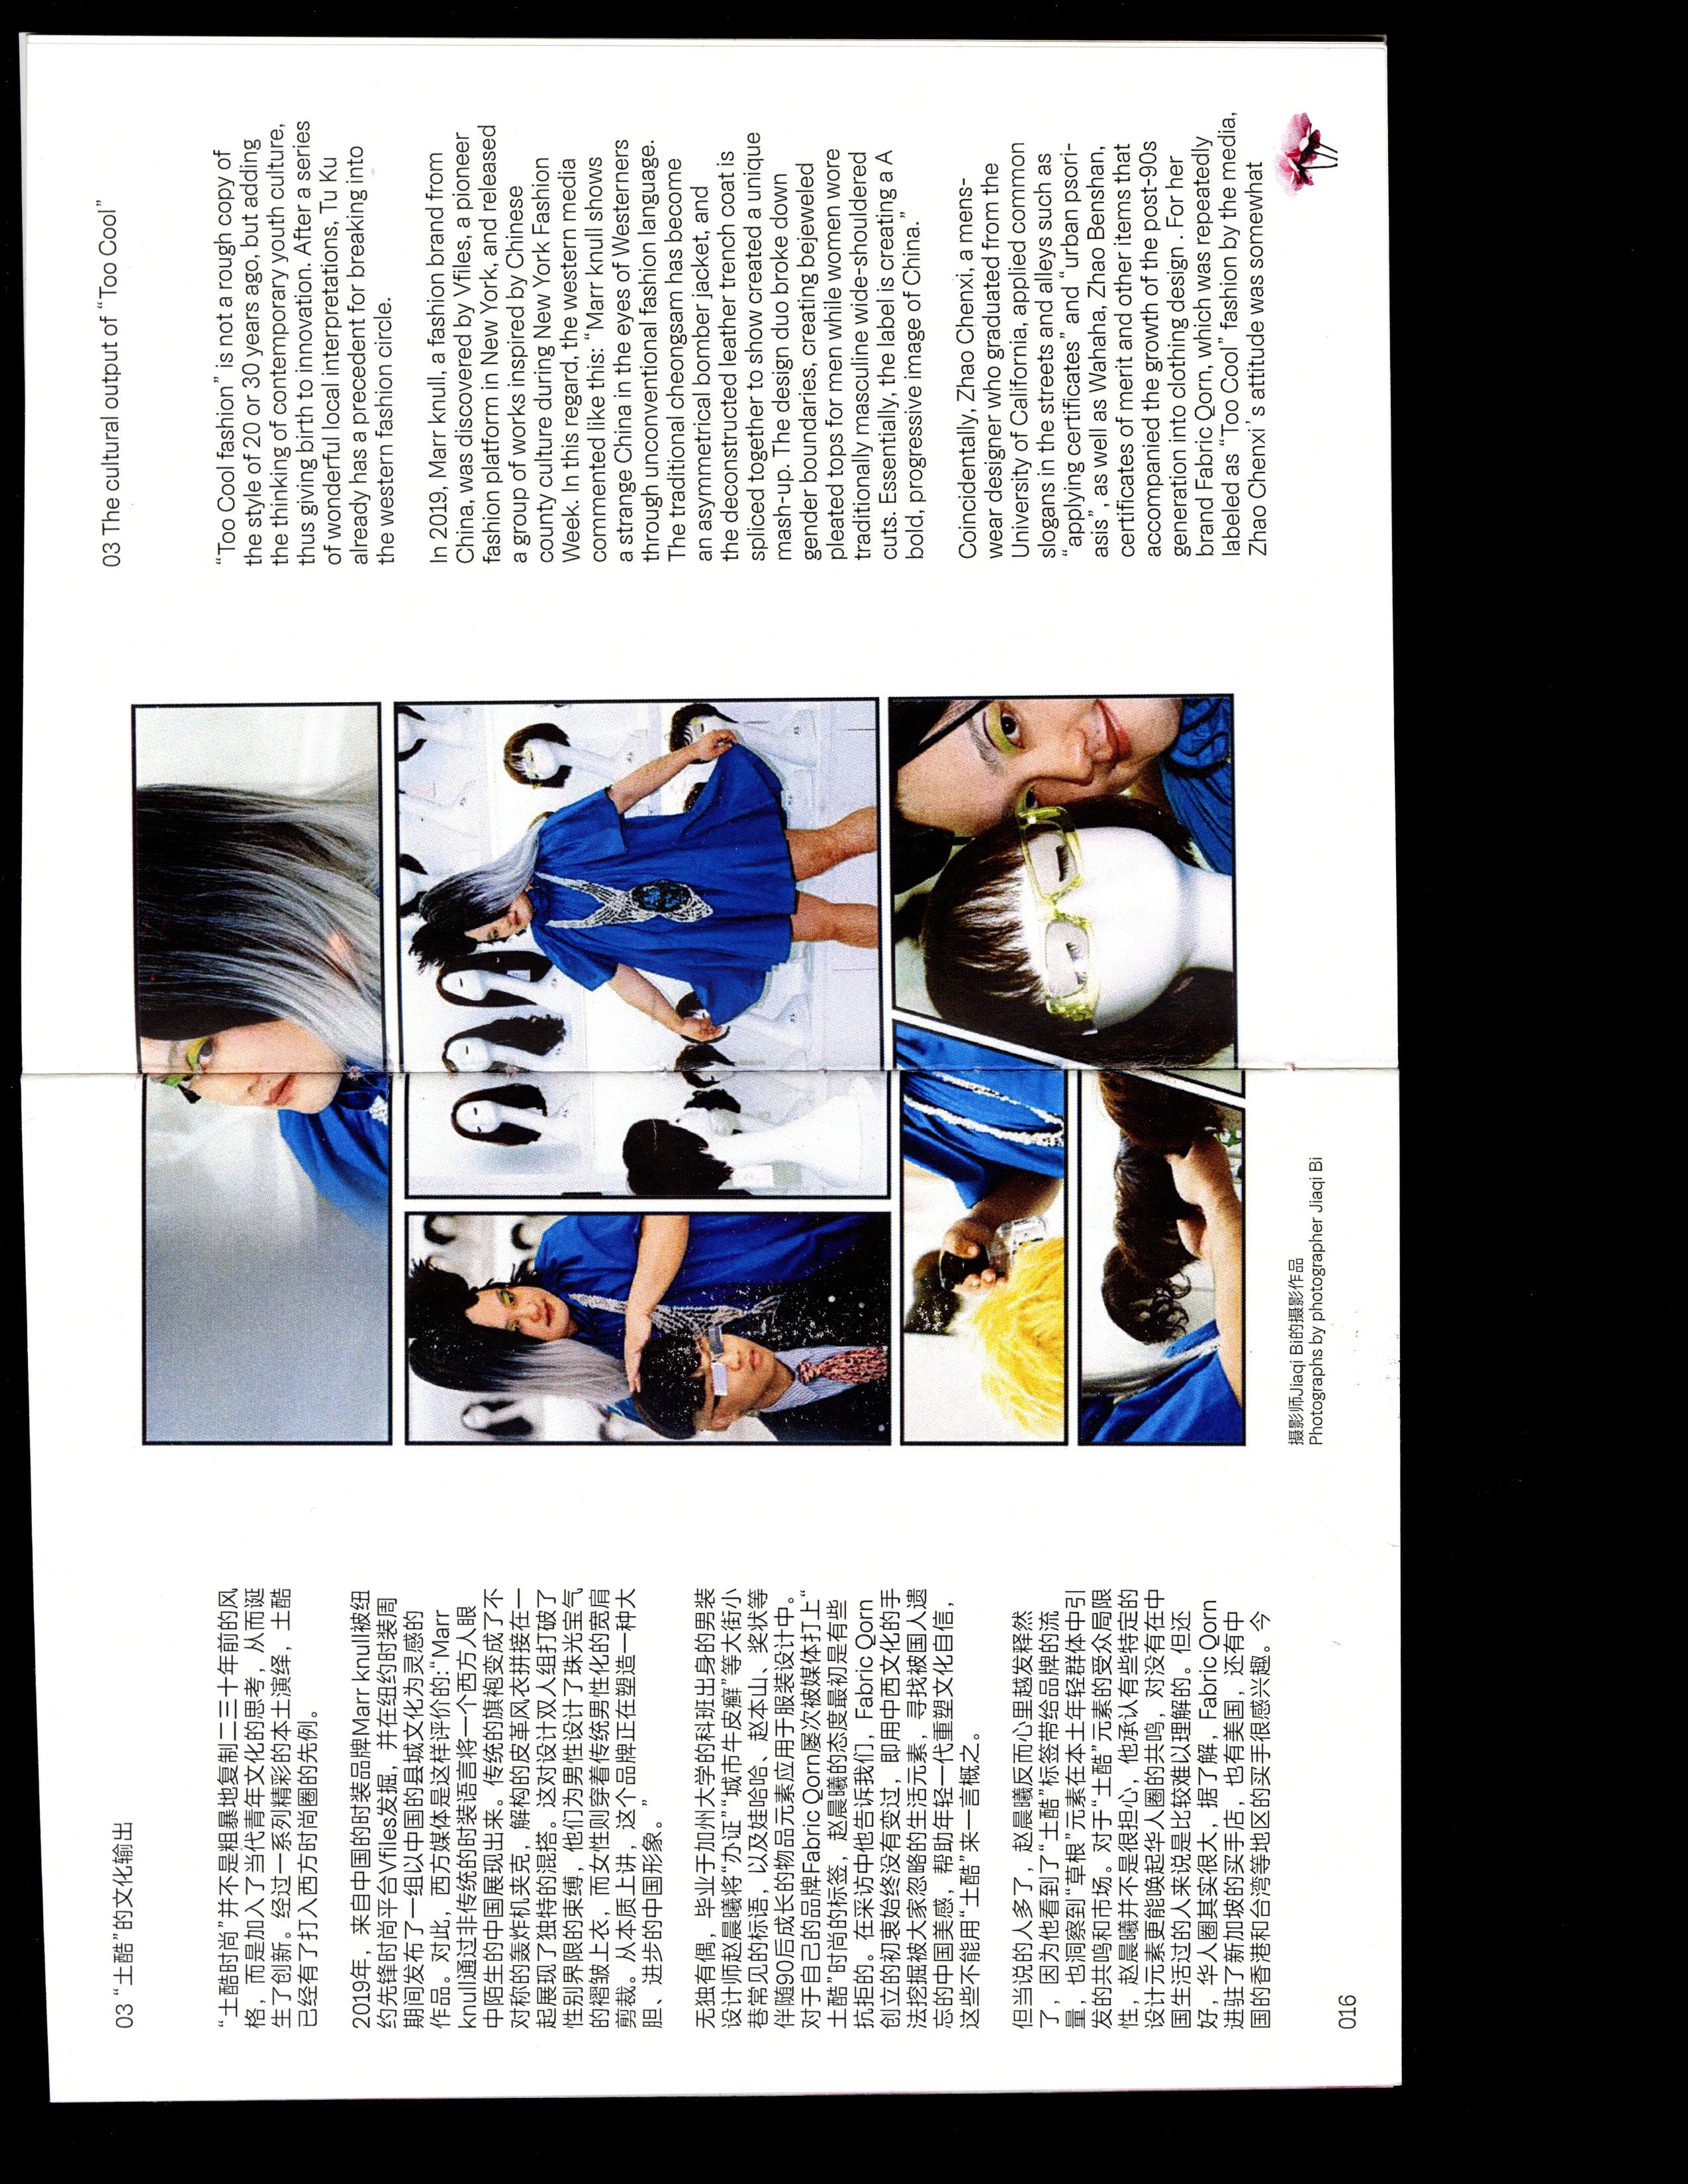 03 “土酷”的文化输出
“土酷时尚”并不是粗暴地复制二三十年前的风
格，而是加入了当代青年文化的思考，从而诞
生了创新。经过一系列精彩的本土演绎，土酷
已经有了打入西方时尚圈的先例。
2019年，来自中国的时装品牌Marr knull被纽
约先锋时尚平台Vfiles发掘，并在纽约时装周
期间发布了一组以中国的县城文化为灵感的
作品。对此，西方媒体是这样评价的:“Marr
knull通过非传统的时装语言将一个西方人眼
中陌生的中国展现出来。传统的旗袍变成了不
对称的轰炸机夹克，解构的皮革风衣拼接在一
起展现了独特的混搭。这对设计双人组打破了
性别界限的束缚，他们为男性设计了珠光宝气
的褶皱上衣，而女性则穿着传统男性化的宽肩
剪裁。从本质上讲，这个品牌正在塑造一种大
胆、进步的中国形象。”
无独有偶，毕业于加州大学的科班出身的男装
设计师赵晨曦将“办证”“城市牛皮癣”等大街小
巷常见的标语，以及娃哈哈、赵本山、奖状等
伴随90后成长的物品元素应用于服装设计中。
对于自己的品牌Fabric Qorn屡次被媒体打上“
土酷”时尚的标签，赵晨曦的态度最初是有些
抗拒的。在采访中他告诉我们，Fabric Qorn
创立的初衷始终没有变过，即用中西文化的手
法挖掘被大家忽略的生活元素，寻找被国人遗
忘的中国美感，帮助年轻一代重塑文化自信，
这些不能用“土酷”来一言概之。
但当说的人多了，赵晨曦反而心里越发释然
了，因为他看到了“土酷”标签带给品牌的流
量，也洞察到“草根”元素在本土年轻群体中引
发的共鸣和市场。对于“土酷”元素的受众局限
性，赵晨曦并不是很担心，他承认有些特定的
设计元素更能唤起华人圈的共鸣，对没有在中
国生活过的人来说是比较难以理解的。但还
好，华人圈其实很大，据了解，Fabric Qorn
进驻了新加坡的买手店，也有美国，还有中
国的香港和台湾等地区的买手很感兴趣。今
016
摄影师Jiaqi Bi的摄影作品
Photographs by photographer Jiaqi Bi
03 The cultural output of “Too Cool”
“Too Cool fashion” is not a rough copy of
the style of 20 or 30 years ago, but adding
the thinking of contemporary youth culture,
thus giving birth to innovation. After a series
of wonderful local interpretations, Tu Ku
already has a precedent for breaking into
the western fashion circle.
In 2019, Marr knull, a fashion brand from
China, was discovered by Vfiles, a pioneer
fashion platform in New York, and released
a group of works inspired by Chinese
county culture during New York Fashion
Week. In this regard, the western media
commented like this: “Marr knull shows
a strange China in the eyes of Westerners
through unconventional fashion language.
The traditional cheongsam has become
an asymmetrical bomber jacket, and
the deconstructed leather trench coat is
spliced together to show created a unique
mash-up. The design duo broke down
gender boundaries, creating bejeweled
pleated tops for men while women wore
traditionally masculine wide-shouldered
cuts. Essentially, the label is creating a A
bold, progressive image of China.”
Coincidentally, Zhao Chenxi, a mens-
wear designer who graduated from the
University of California, applied common
slogans in the streets and alleys such as
“applying certificates” and “urban psori-
asis”, as well as Wahaha, Zhao Benshan,
certificates of merit and other items that
accompanied the growth of the post-90s
generation into clothing design . For her
brand Fabric Qorn, which was repeatedly
labeled as “Too Cool” fashion by the media,
Zhao Chenxi’s attitude was somewhat